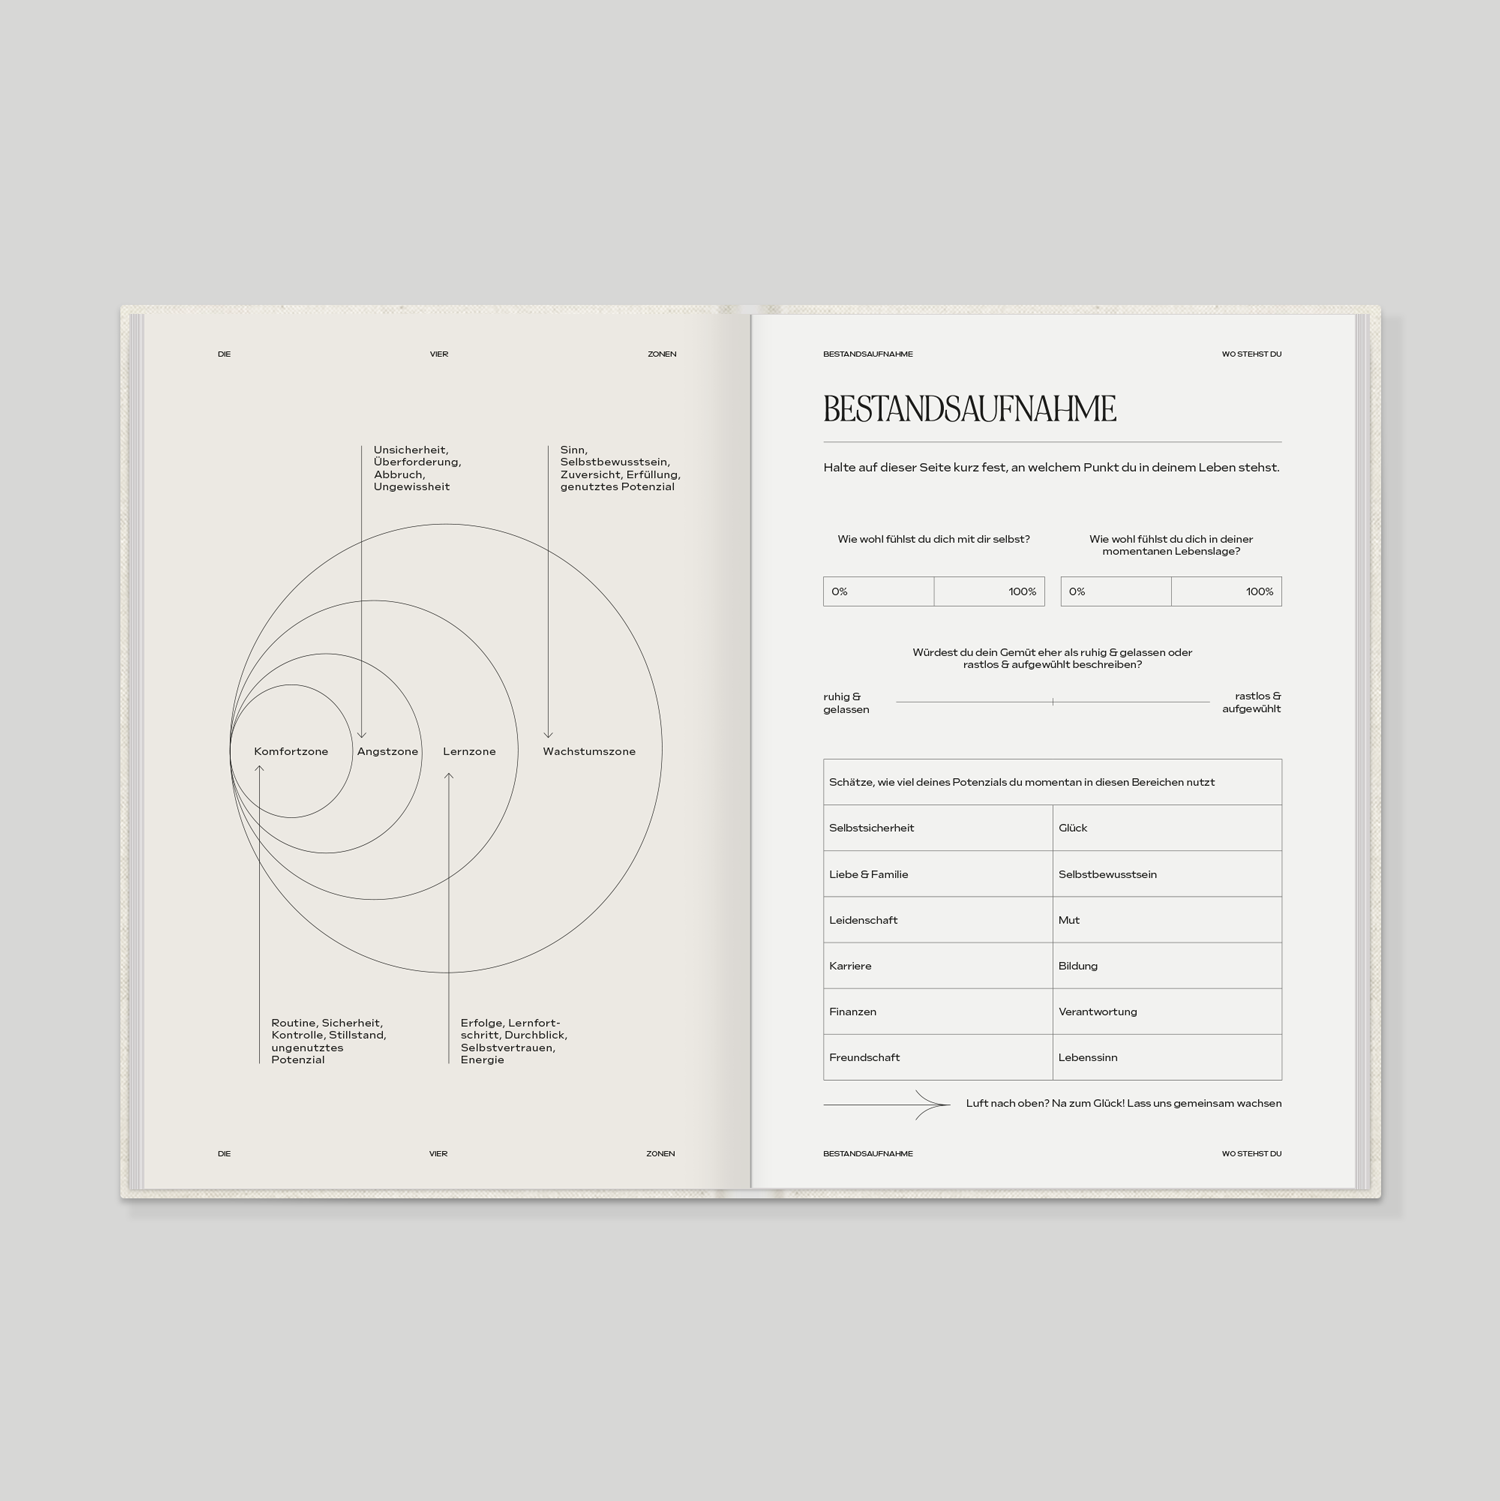 DIE VIER ZONEN
Unsicherheit,
Überforderung,
Abbruch,
Ungewissheit
Sinn,
Selbstbewusstsein,
Zuversicht, Erfüllung,
genutztes Potenzial
Komfortzone Angstzone Lernzone Wachstumszone
Routine, Sicherheit,
Kontrolle, Stillstand,
ungenutztes
Potenzial
Erfolge, Lernfort-
schritt, Durchblick,
Selbstvertrauen,
Energie
DIE VIER ZONEN
BESTANDSAUFNAHME WO STEHST DU
BESTANDSAUFNAHME
Halte auf dieser Seite kurz fest, an welchem Punkt du in deinem Leben stehst.
Wie wohl fühlst du dich mit dir selbst?
0% 100%
Wie wohl fühlst du dich in deiner
momentanen Lebenslage?
0% 100%
Würdest du dein Gemüt eher als ruhig & gelassen oder
rastlos & aufgewühlt beschreiben?
ruhig &
gelassen
rastlos &
aufgewühlt
Schätze, wie viel deines Potenzials du momentan in diesen Bereichen nutzt
Selbstsicherheit Glück
Liebe & Familie Selbstbewusstsein
Leidenschaft Mut
Karriere Bildung
Finanzen Verantwortung
Freundschaft Lebenssinn
Luft nach oben? Na zum Glück! Lass uns gemeinsam wachsen
BESTANDSAUFNAHME WO STEHST DU